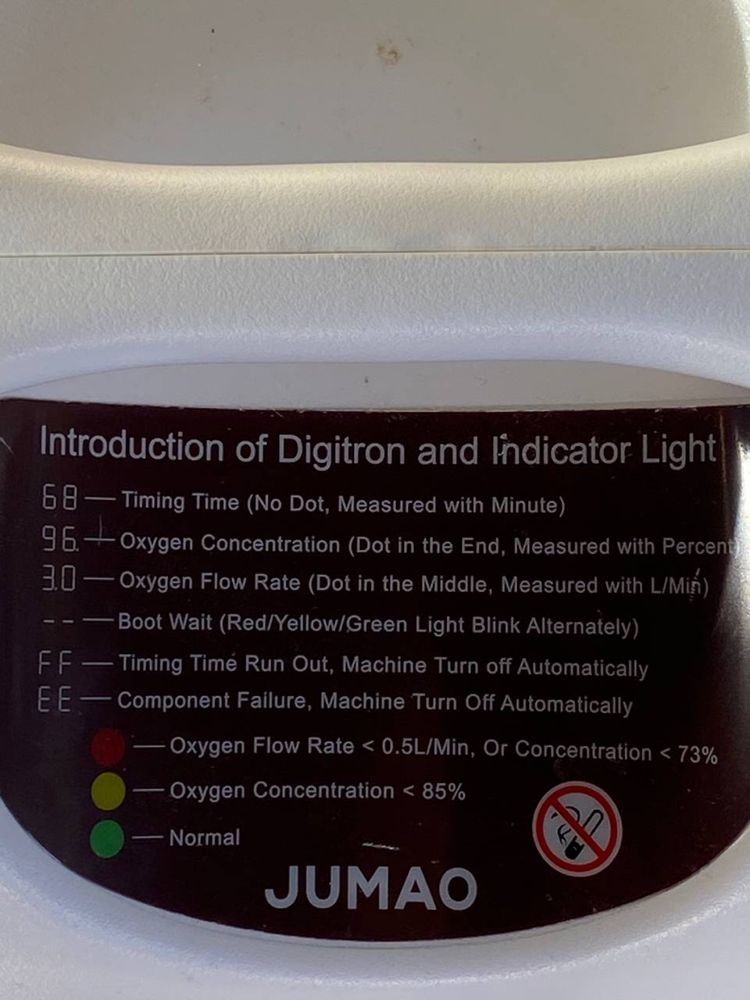 Introduction of Digitron and Indicator Light
68 — Timing Time (No Dot, Measured with Minute)
96. — Oxygen Concentration (Dot in the End, Measured with Percent)
3.0 — Oxygen Flow Rate (Dot in the Middle, Measured with L/Min)
-- — Boot Wait (Red/Yellow/Green Light Blink Alternately)
FF — Timing Time Run Out, Machine Turn off Automatically
EE — Component Failure, Machine Turn Off Automatically
— Oxygen Flow Rate < 0.5L/Min, Or Concentration < 73%
— Oxygen Concentration < 85%
— Normal
JUMAO